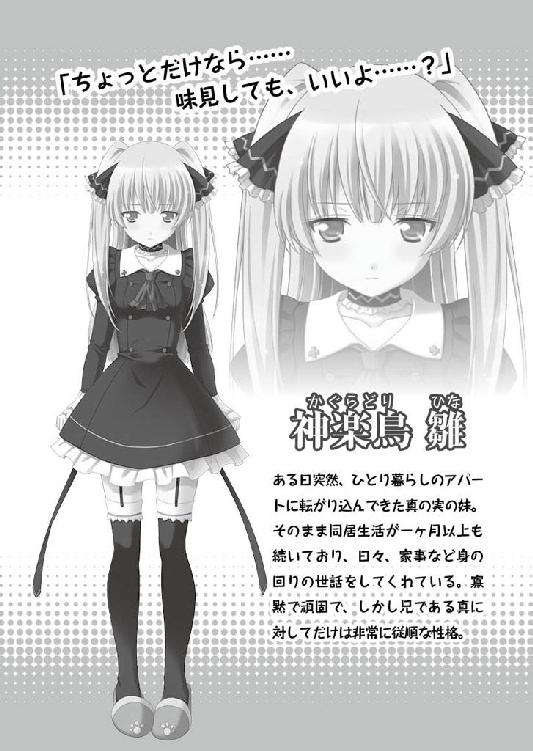 「ちょっとだけなら……
味見しても、いいよ……？」
かぐらどり ひな
神楽鳥 雛
ある日突然、ひとり暮らしのアパー
トに転がり込んできた真の実の妹。
そのまま同居生活が一ヶ月以上も
続いており、日々、家事など身の
回りの世話をしてくれている。寡
黙で頑固で、しかし兄である真に
対してだけは非常に従順な性格。